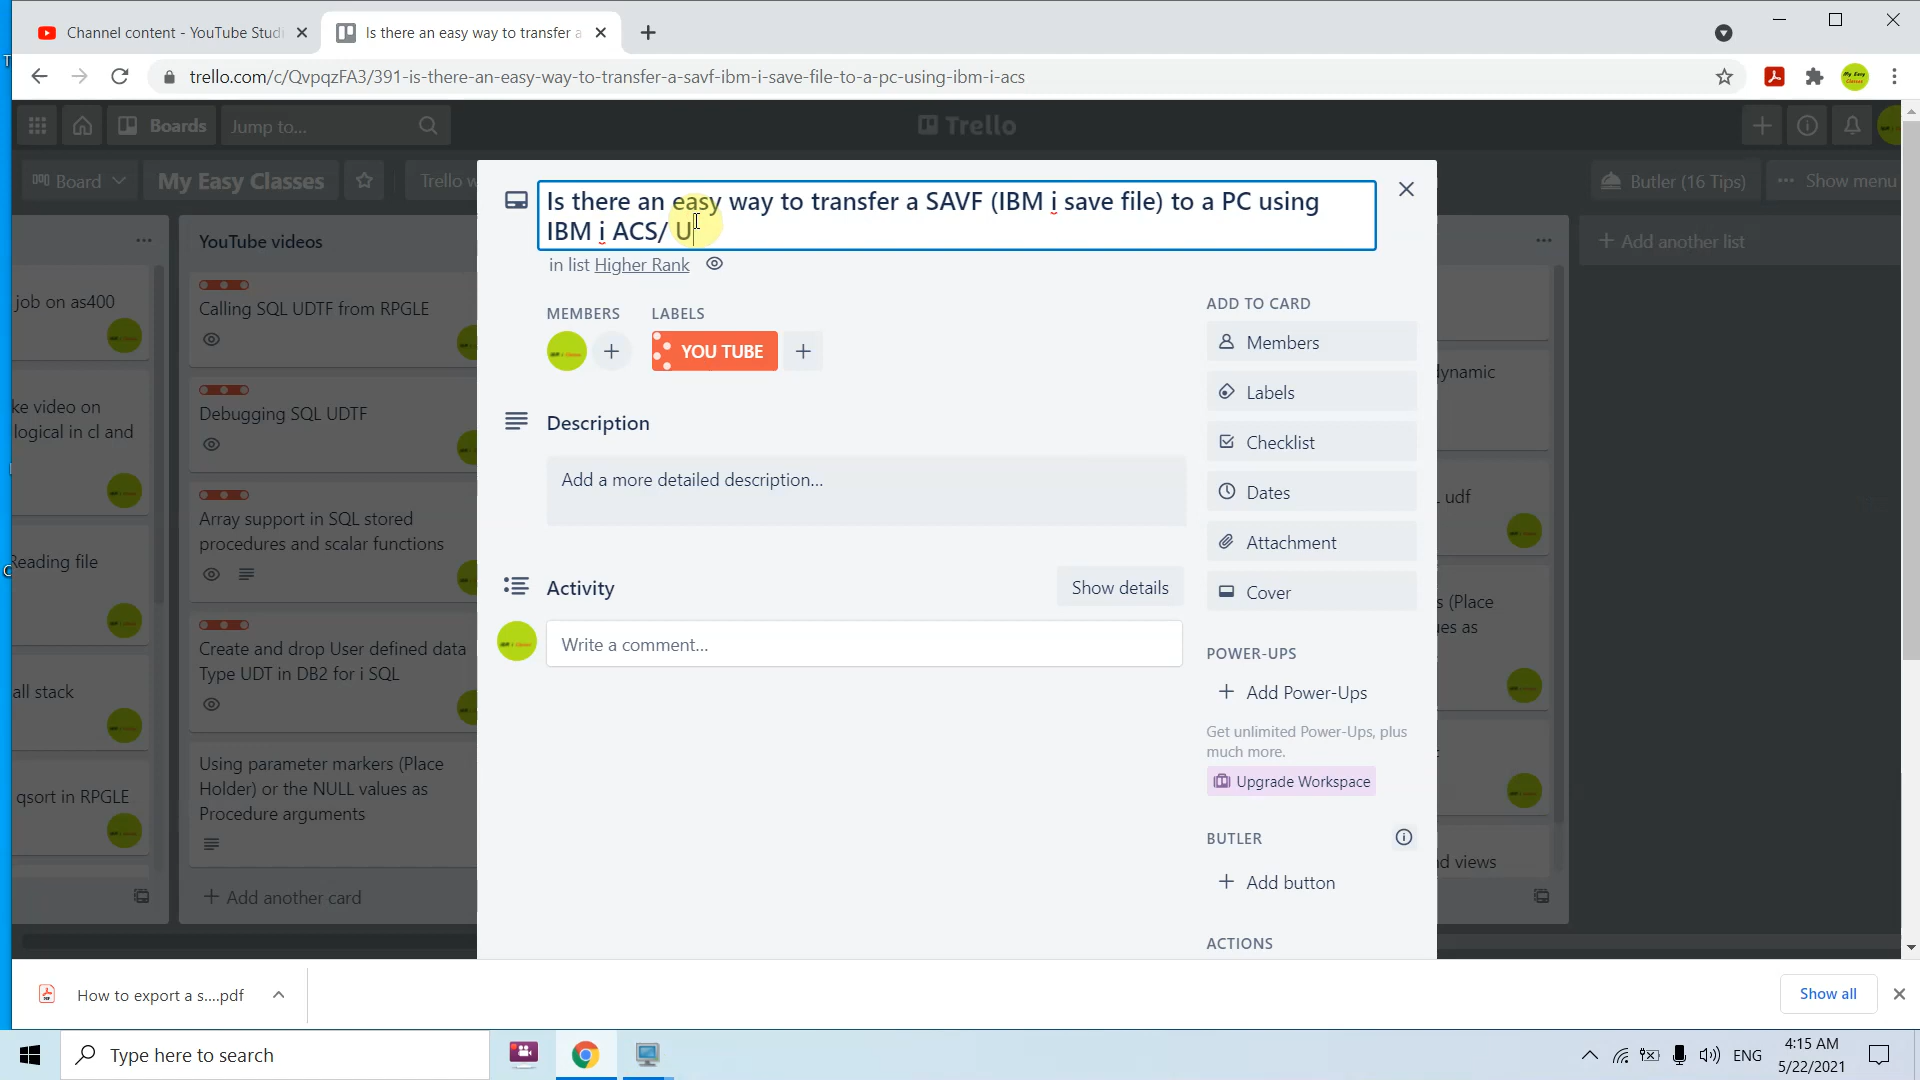 Channel content - YouTube Studi
Is there an easy way to transfer a
trello.com/c/QvpqzFA3/391-is-there-an-easy-way-to-transfer-a-savf-ibm-i-save-file-to-a-pc-using-ibm-i-acs
Boards
Jump to...
Trello
Board
My Easy Classes
Trello w
Butler (16 Tips)
Show menu
job on as400
ke video on
logical in cl and
Reading file
all stack
qsort in RPGLE
YouTube videos
Calling SQL UDTF from RPGLE
Debugging SQL UDTF
Array support in SQL stored
procedures and scalar functions
Create and drop User defined data
Type UDT in DB2 for i SQL
Using parameter markers (Place
Holder) or the NULL values as
Procedure arguments
Add another card
Is there an easy way to transfer a SAVF (IBM i save file) to a PC using
IBM i ACS/ U
in list Higher Rank
MEMBERS
LABELS
YOU TUBE
Description
Add a more detailed description...
Activity
Show details
Write a comment...
ADD TO CARD
Members
Labels
Checklist
Dates
Attachment
Cover
POWER-UPS
Add Power-Ups
Get unlimited Power-Ups, plus
much more.
Upgrade Workspace
BUTLER
Add button
ACTIONS
dynamic
udf
s (Place
ues as
d views
Add another list
How to export a s....pdf
Show all
Type here to search
ENG
4:15 AM
5/22/2021